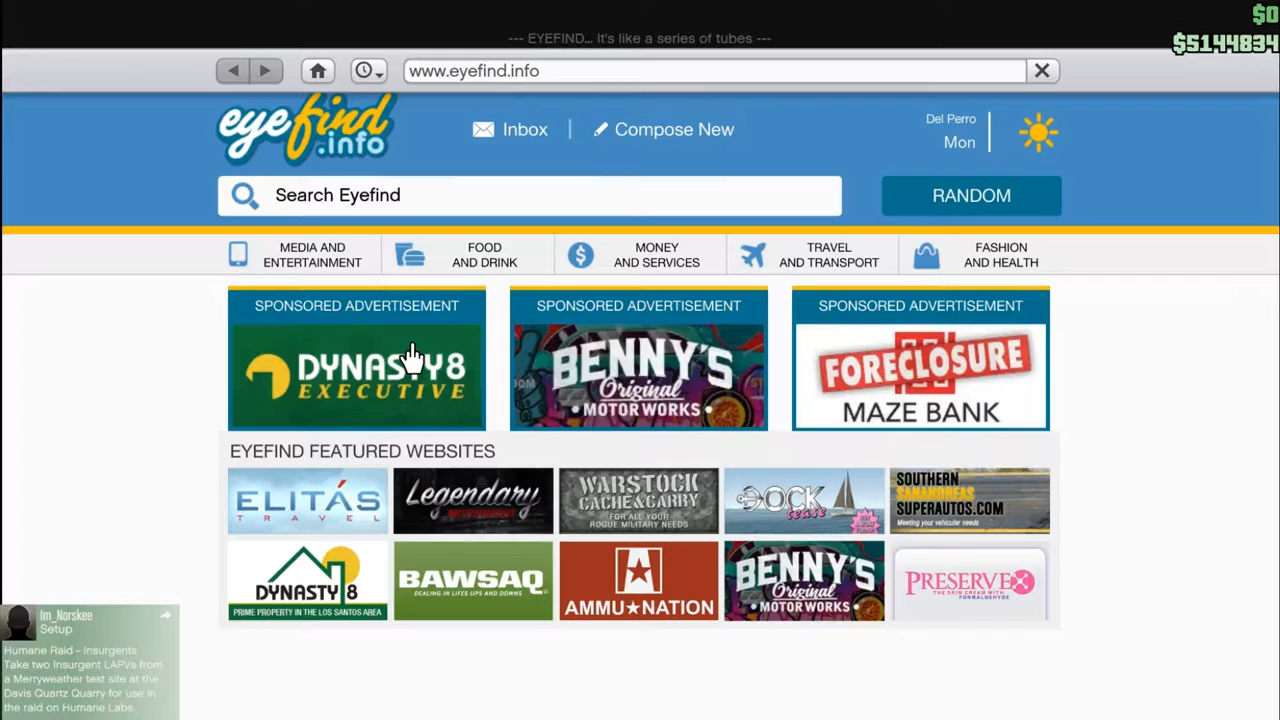 $0
--- EYEFIND... It's like a series of tubes ---
$5144834
www.eyefind.info
eyefind
.info
Inbox
Compose New
Del Perro
Mon
Search Eyefind
RANDOM
MEDIA AND
ENTERTAINMENT
FOOD
AND DRINK
MONEY
AND SERVICES
TRAVEL
AND TRANSPORT
FASHION
AND HEALTH
SPONSORED ADVERTISEMENT
DYNASTY8
EXECUTIVE
SPONSORED ADVERTISEMENT
BENNY'S
Original
MOTOR WORKS
SPONSORED ADVERTISEMENT
FORECLOSURE
MAZE BANK
EYEFIND FEATURED WEBSITES
ELITÁS
TRAVEL
Legendary
WARSTOCK
CACHE&CARRY
FOR ALL YOUR
ROGUE MILITARY NEEDS
DOCK
tease
SOUTHERN
SANANDREAS
SUPERAUTOS.COM
Meeting your vehicular needs
DYNASTY 8
PRIME PROPERTY IN THE LOS SANTOS AREA
BAWSAQ
DEALING IN LIFES UPS AND DOWNS
AMMU★NATION
BENNY'S
Original
MOTOR WORKS
PRESERVEX
THE SKIN CREAM WITH
FORMALDEHYDE
Im_Norskee
Setup
Humane Raid - Insurgents
Take two Insurgent LAPVs from
a Merryweather test site at the
Davis Quartz Quarry for use in
the raid on Humane Labs.